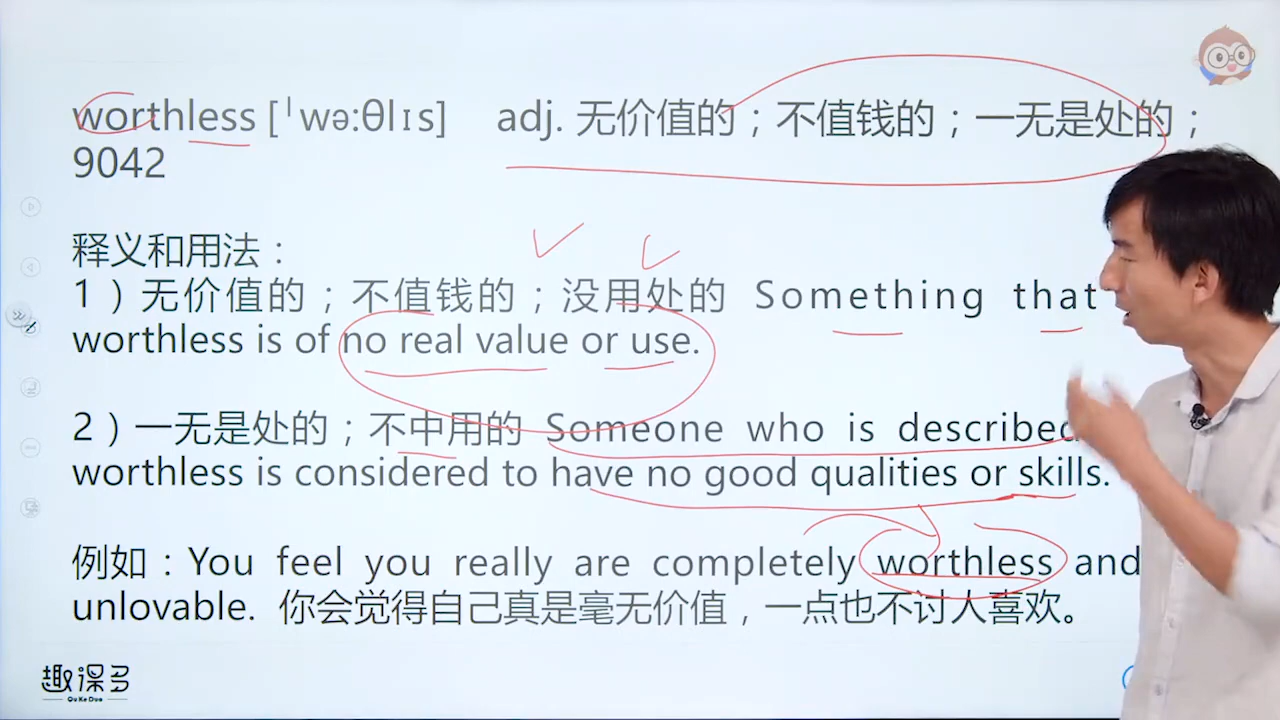 worthless [ˈwə:θlɪs] adj. 无价值的；不值钱的；一无是处的；
9042
释义和用法：
1）无价值的；不值钱的；没用处的 Something that
worthless is of no real value or use.
2）一无是处的；不中用的 Someone who is described
worthless is considered to have no good qualities or skills.
例如：You feel you really are completely worthless and
unlovable. 你会觉得自己真是毫无价值，一点也不讨人喜欢。
趣课多
Qu Ke Duo